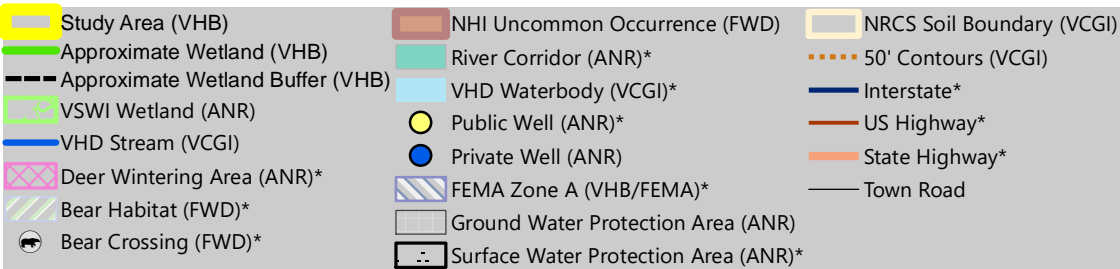 Study Area (VHB)
Approximate Wetland (VHB)
Approximate Wetland Buffer (VHB)
VSWI Wetland (ANR)
VHD Stream (VCGI)
Deer Wintering Area (ANR)*
Bear Habitat (FWD)*
Bear Crossing (FWD)*
NHI Uncommon Occurrence (FWD)
River Corridor (ANR)*
VHD Waterbody (VCGI)*
Public Well (ANR)*
Private Well (ANR)
FEMA Zone A (VHB/FEMA)*
Ground Water Protection Area (ANR)
Surface Water Protection Area (ANR)*
NRCS Soil Boundary (VCGI)
50' Contours (VCGI)
Interstate*
US Highway*
State Highway*
Town Road